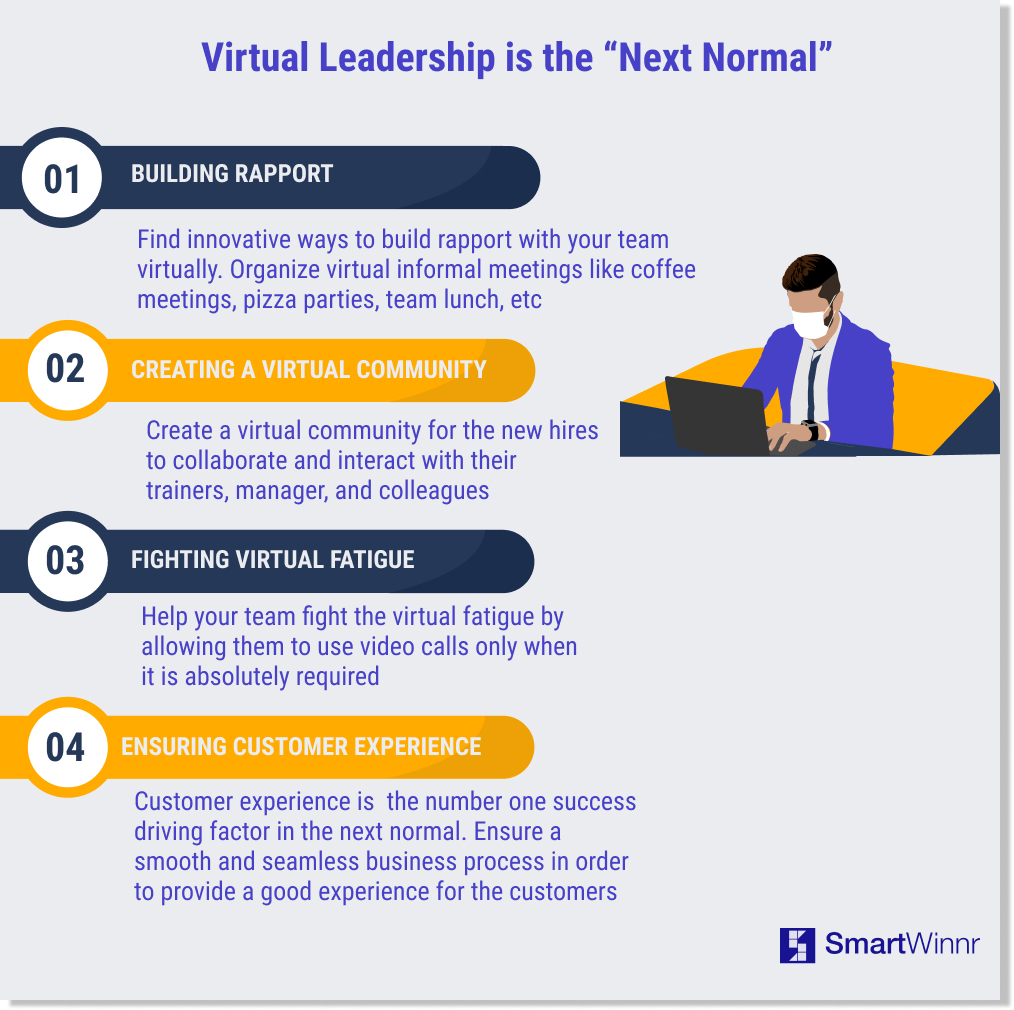 Virtual Leadership is the “Next Normal”
01
BUILDING RAPPORT
Find innovative ways to build rapport with your team
virtually. Organize virtual informal meetings like coffee
meetings, pizza parties, team lunch, etc
02
CREATING A VIRTUAL COMMUNITY
Create a virtual community for the new hires
to collaborate and interact with their
trainers, manager, and colleagues
03
FIGHTING VIRTUAL FATIGUE
Help your team fight the virtual fatigue by
allowing them to use video calls only when
it is absolutely required
04
ENSURING CUSTOMER EXPERIENCE
Customer experience is  the number one success
driving factor in the next normal. Ensure a
smooth and seamless business process in order
to provide a good experience for the customers
SmartWinnr